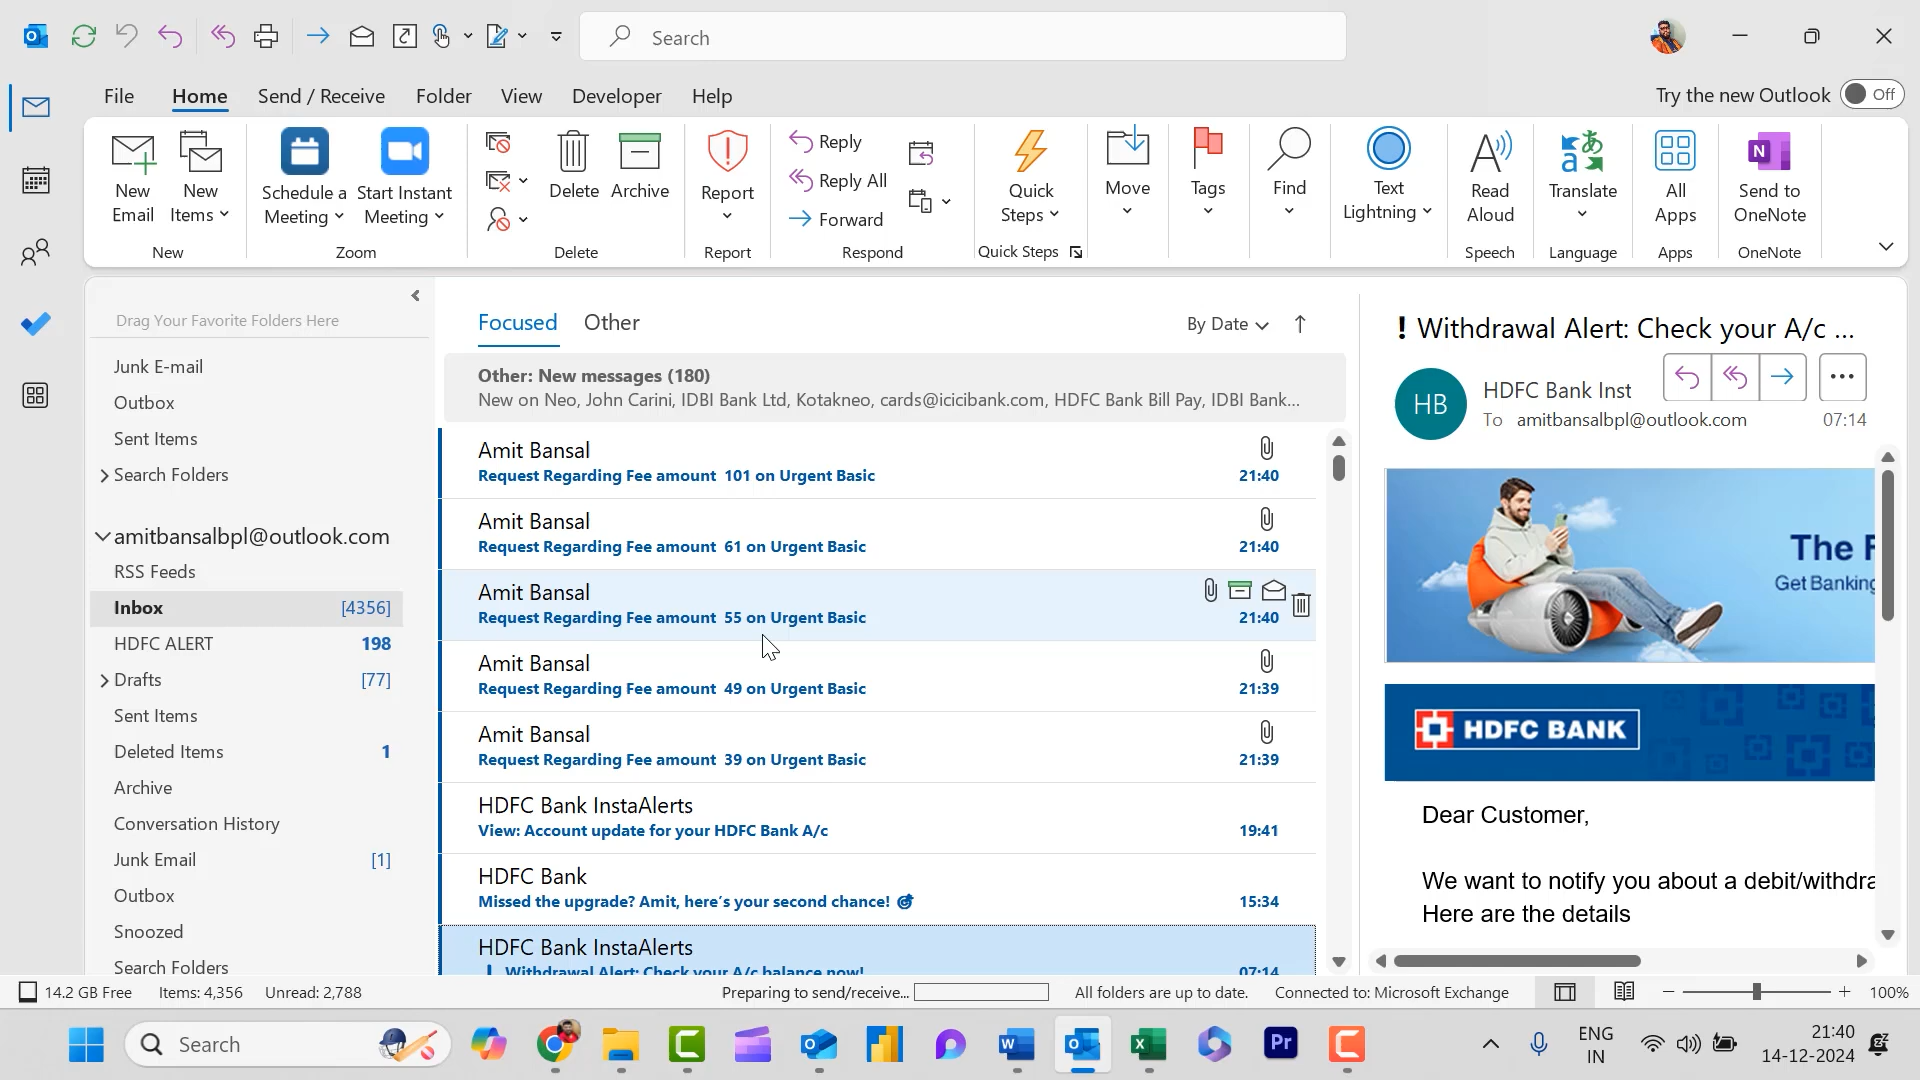 Search
File
Home
Send / Receive
Folder
View
Developer
Help
Try the new Outlook
Off
New Email
New Items
New
Schedule a Meeting
Start Instant Meeting
Zoom
Delete
Archive
Delete
Report
Report
Reply
Reply All
Forward
Respond
Quick Steps
Quick Steps
Move
Tags
Find
Text Lightning
Read Aloud
Speech
Translate
Language
All Apps
Apps
Send to OneNote
OneNote
Drag Your Favorite Folders Here
Junk E-mail
Outbox
Sent Items
Search Folders
amitbansalbpl@outlook.com
RSS Feeds
Inbox [4356]
HDFC ALERT 198
Drafts [77]
Sent Items
Deleted Items 1
Archive
Conversation History
Junk Email [1]
Outbox
Snoozed
Search Folders
Focused
Other
By Date
Other: New messages (180)
New on Neo, John Carini, IDBI Bank Ltd, Kotakneo, cards@icicibank.com, HDFC Bank Bill Pay, IDBI Bank...
Amit Bansal
Request Regarding Fee amount 101 on Urgent Basic 21:40
Amit Bansal
Request Regarding Fee amount 61 on Urgent Basic 21:40
Amit Bansal
Request Regarding Fee amount 55 on Urgent Basic 21:40
Amit Bansal
Request Regarding Fee amount 49 on Urgent Basic 21:39
Amit Bansal
Request Regarding Fee amount 39 on Urgent Basic 21:39
HDFC Bank InstaAlerts
View: Account update for your HDFC Bank A/c 19:41
HDFC Bank
Missed the upgrade? Amit, here's your second chance! 15:34
HDFC Bank InstaAlerts
! Withdrawal Alert: Check your A/c balance now! 07:14
! Withdrawal Alert: Check your A/c ...
HB
HDFC Bank Inst
To amitbansalbpl@outlook.com 07:14
The F
Get Banking
HDFC BANK
Dear Customer,
We want to notify you about a debit/withdra
Here are the details
14.2 GB Free
Items: 4,356
Unread: 2,788
Preparing to send/receive...
All folders are up to date.
Connected to: Microsoft Exchange
100%
Search
Pr
ENG
IN
21:40
14-12-2024